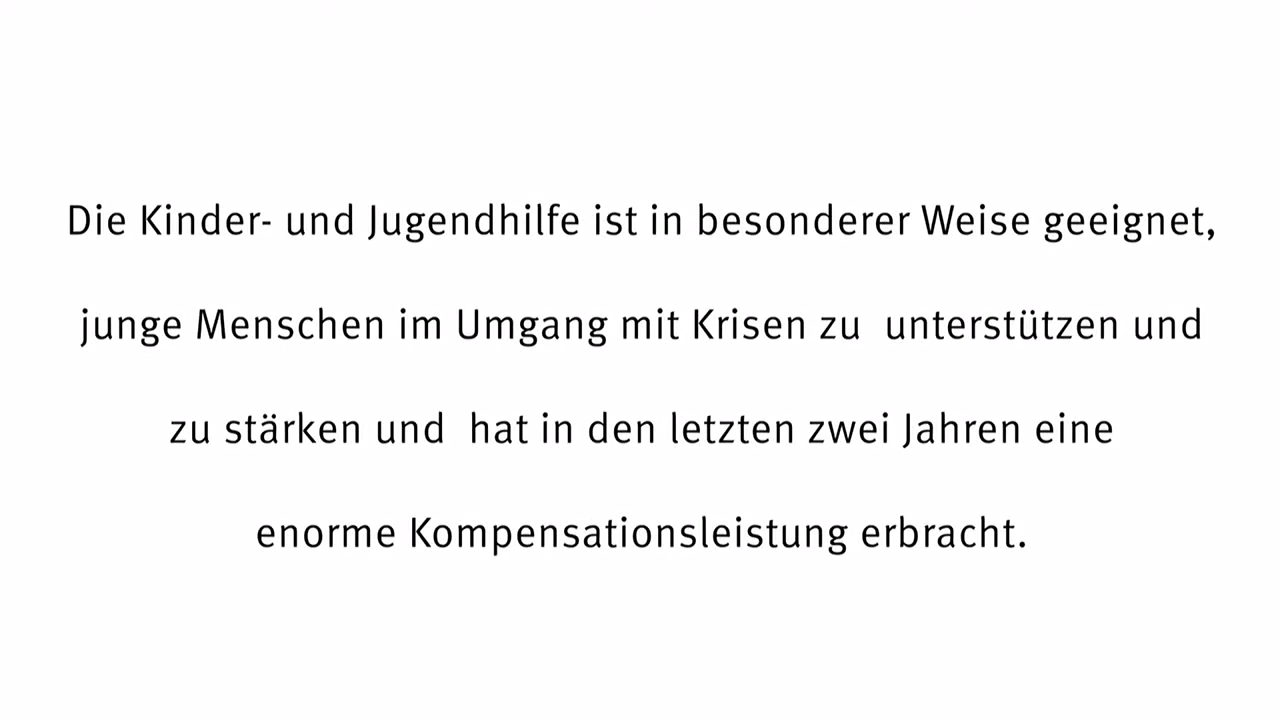 Die Kinder- und Jugendhilfe ist in besonderer Weise geeignet,
junge Menschen im Umgang mit Krisen zu  unterstützen und
zu stärken und  hat in den letzten zwei Jahren eine
enorme Kompensationsleistung erbracht.